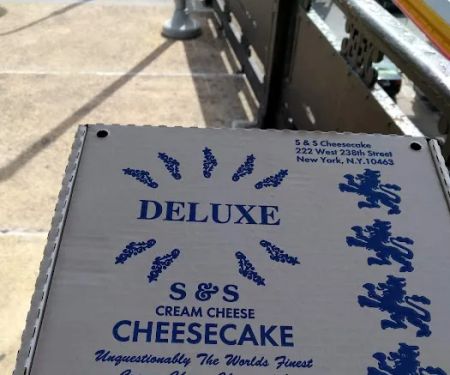 S & S Cheesecake
222 West 238th Street
New York, N.Y.10463
DELUXE
S & S
CREAM CHEESE
CHEESECAKE
Unquestionably The Worlds Finest